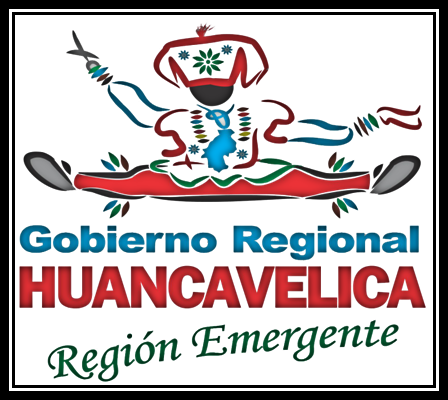 Gobierno Regional
HUANCAVELICA
Región Emergente